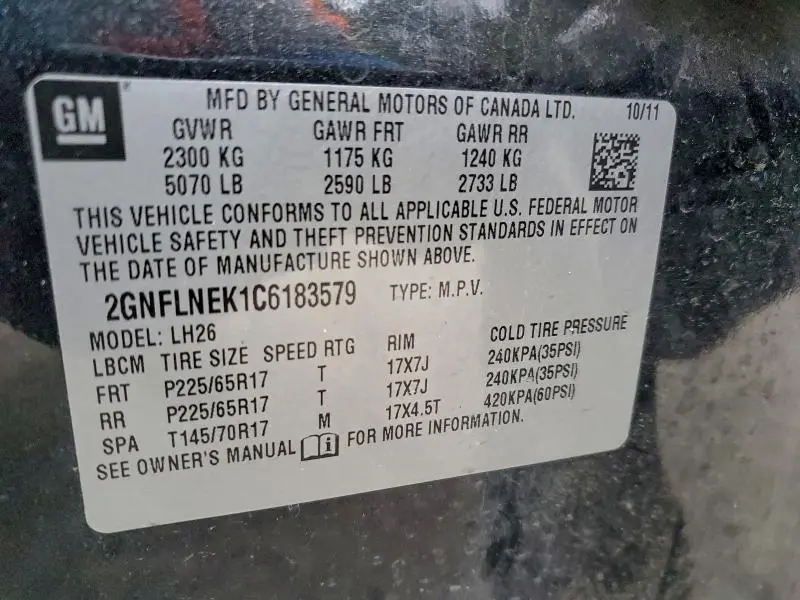 GM
MFD BY GENERAL MOTORS OF CANADA LTD. 10/11
GVWR GAWR FRT GAWR RR
2300 KG 1175 KG 1240 KG
5070 LB 2590 LB 2733 LB
THIS VEHICLE CONFORMS TO ALL APPLICABLE U.S. FEDERAL MOTOR
VEHICLE SAFETY AND THEFT PREVENTION STANDARDS IN EFFECT ON
THE DATE OF MANUFACTURE SHOWN ABOVE.
2GNFLNEK1C6183579 TYPE: M.P.V.
MODEL: LH26
LBCM TIRE SIZE SPEED RTG RIM COLD TIRE PRESSURE
FRT P225/65R17 T 17X7J 240KPA(35PSI)
RR P225/65R17 T 17X7J 240KPA(35PSI)
SPA T145/70R17 M 17X4.5T 420KPA(60PSI)
SEE OWNER'S MANUAL i FOR MORE INFORMATION.